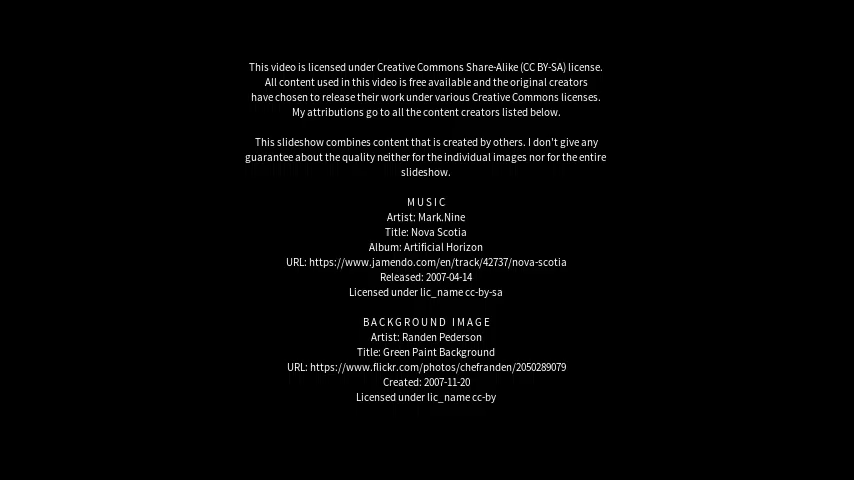 This video is licensed under Creative Commons Share-Alike (CC BY-SA) license.
All content used in this video is free available and the original creators
have chosen to release their work under various Creative Commons licenses.
My attributions go to all the content creators listed below.
This slideshow combines content that is created by others. I don't give any
guarantee about the quality neither for the individual images nor for the entire
slideshow.
MUSIC
Artist: Mark.Nine
Title: Nova Scotia
Album: Artificial Horizon
URL: https://www.jamendo.com/en/track/42737/nova-scotia
Released: 2007-04-14
Licensed under lic_name cc-by-sa
BACKGROUND IMAGE
Artist: Randen Pederson
Title: Green Paint Background
URL: https://www.flickr.com/photos/chefranden/2050289079
Created: 2007-11-20
Licensed under lic_name cc-by